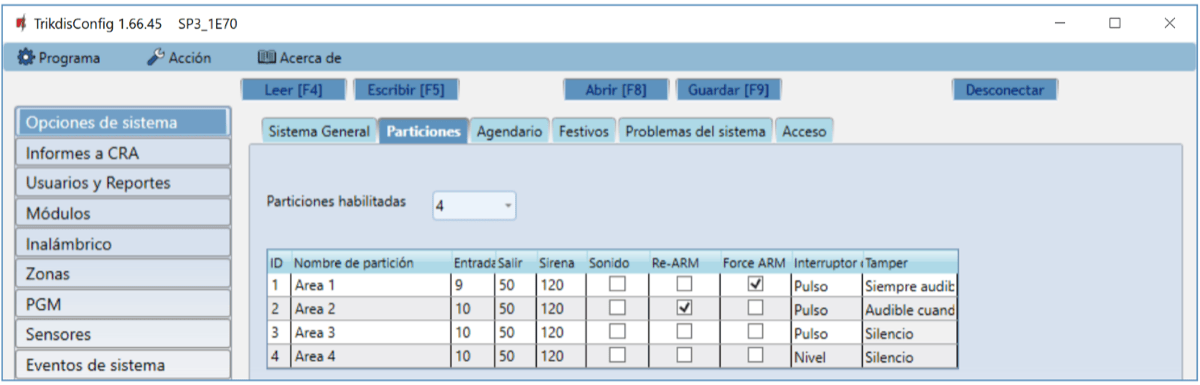 TrikdisConfig 1.66.45 SP3_1E70
Programa Acción Acerca de
Leer [F4] Escribir [F5] Abrir [F8] Guardar [F9] Desconectar
Opciones de sistema
Informes a CRA
Usuarios y Reportes
Módulos
Inalámbrico
Zonas
PGM
Sensores
Eventos de sistema
Sistema General Particiones Agendario Festivos Problemas del sistema Acceso
Particiones habilitadas 4
ID Nombre de partición Entrada Salir Sirena Sonido Re-ARM Force ARM Interruptor Tamper
1 Area 1 9 50 120 Pulso Siempre audib
2 Area 2 10 50 120 Pulso Audible cuand
3 Area 3 10 50 120 Pulso Silencio
4 Area 4 10 50 120 Nivel Silencio